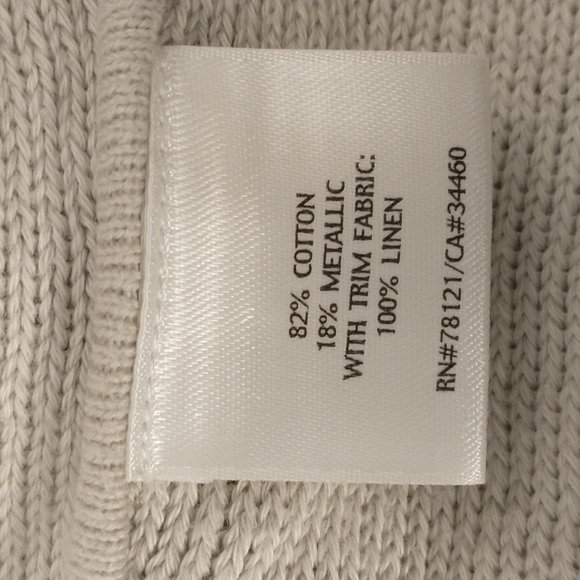 82% COTTON
18% METALLIC
WITH TRIM FABRIC:
100% LINEN
RN#78121/CA#34460